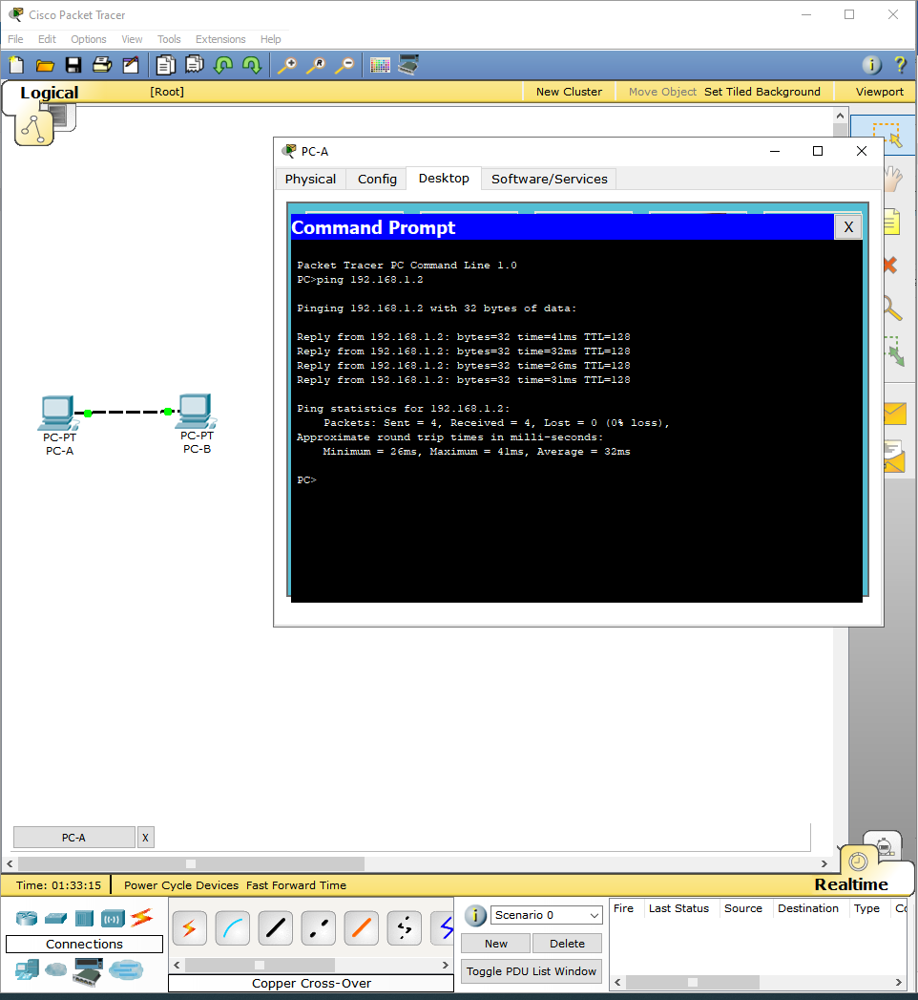 Cisco Packet Tracer
File Edit Options View Tools Extensions Help
Logical [Root] New Cluster Move Object Set Tiled Background Viewport
PC-A
Physical Config Desktop Software/Services
Command Prompt X
Packet Tracer PC Command Line 1.0
PC>ping 192.168.1.2
Pinging 192.168.1.2 with 32 bytes of data:
Reply from 192.168.1.2: bytes=32 time=41ms TTL=128
Reply from 192.168.1.2: bytes=32 time=32ms TTL=128
Reply from 192.168.1.2: bytes=32 time=26ms TTL=128
Reply from 192.168.1.2: bytes=32 time=31ms TTL=128
Ping statistics for 192.168.1.2:
Packets: Sent = 4, Received = 4, Lost = 0 (0% loss),
Approximate round trip times in milli-seconds:
Minimum = 26ms, Maximum = 41ms, Average = 32ms
PC>
PC-PT
PC-A
PC-PT
PC-B
PC-A X
Realtime
Time: 01:33:15 Power Cycle Devices Fast Forward Time
Connections
Copper Cross-Over
Scenario 0
New Delete
Toggle PDU List Window
Fire Last Status Source Destination Type Co